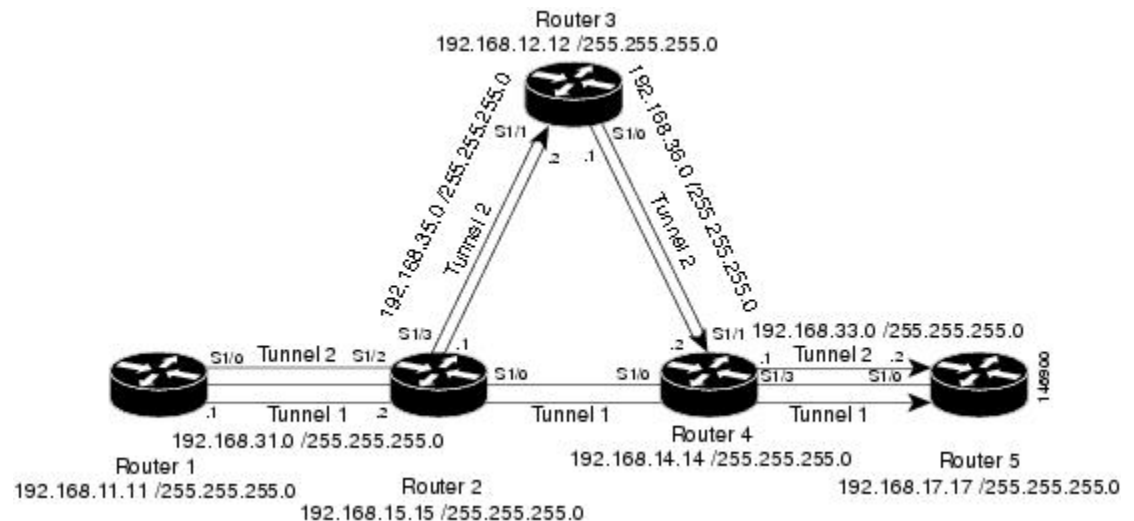 Router 3
192.168.12.12 /255.255.255.0
192.168.35.0 /255.255.255.0
192.168.36.0 /255.255.255.0
S1/1
S1/0
.2
.1
Tunnel 2
Tunnel 2
S1/3
.1
S1/1
.2
192.168.33.0 /255.255.255.0
S1/0
Tunnel 2
S1/2
S1/0
S1/0
.1
Tunnel 2
.2
S1/3
S1/0
.1
Tunnel 1
.2
Tunnel 1
Tunnel 1
146900
192.168.31.0 /255.255.255.0
Router 1
192.168.11.11 /255.255.255.0
Router 2
192.168.15.15 /255.255.255.0
Router 4
192.168.14.14 /255.255.255.0
Router 5
192.168.17.17 /255.255.255.0